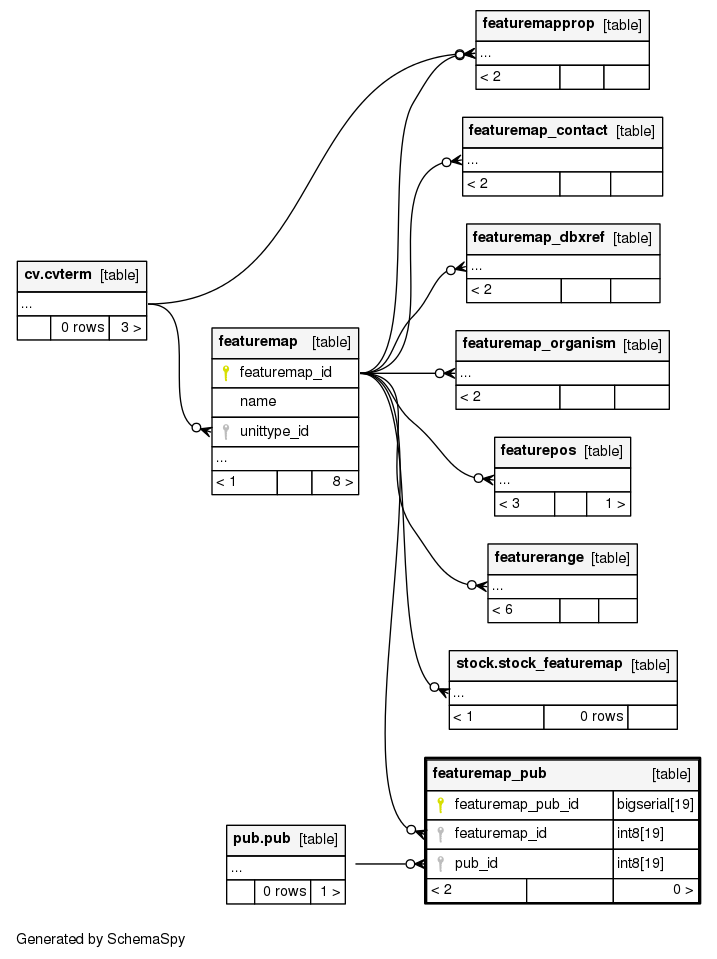 featuremapprop [table]
...
< 2
featuremap_contact [table]
...
< 2
featuremap_dbxref [table]
...
< 2
cv.cvterm [table]
...
0 rows 3 >
featuremap [table]
featuremap_id
name
unittype_id
...
< 1 8 >
featuremap_organism [table]
...
< 2
featurepos [table]
...
< 3 1 >
featurerange [table]
...
< 6
stock.stock_featuremap [table]
...
< 1 0 rows
featuremap_pub [table]
featuremap_pub_id bigserial[19]
featuremap_id int8[19]
pub_id int8[19]
< 2 0 >
pub.pub [table]
...
0 rows 1 >
Generated by SchemaSpy